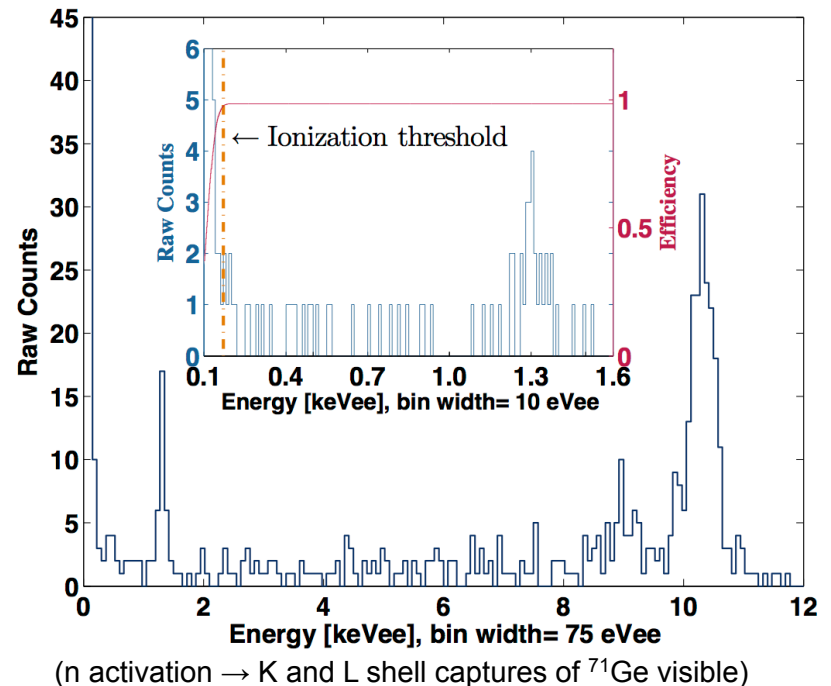 45
40
35
30
25
20
15
10
5
0
Raw Counts
0 2 4 6 8 10 12
Energy [keVee], bin width= 75 eVee
6
5
4
3
2
1
0
Raw Counts
← Ionization threshold
1
0.5
0
Efficiency
0.1 0.4 0.7 1.0 1.3 1.6
Energy [keVee], bin width= 10 eVee
(n activation → K and L shell captures of ⁷¹Ge visible)